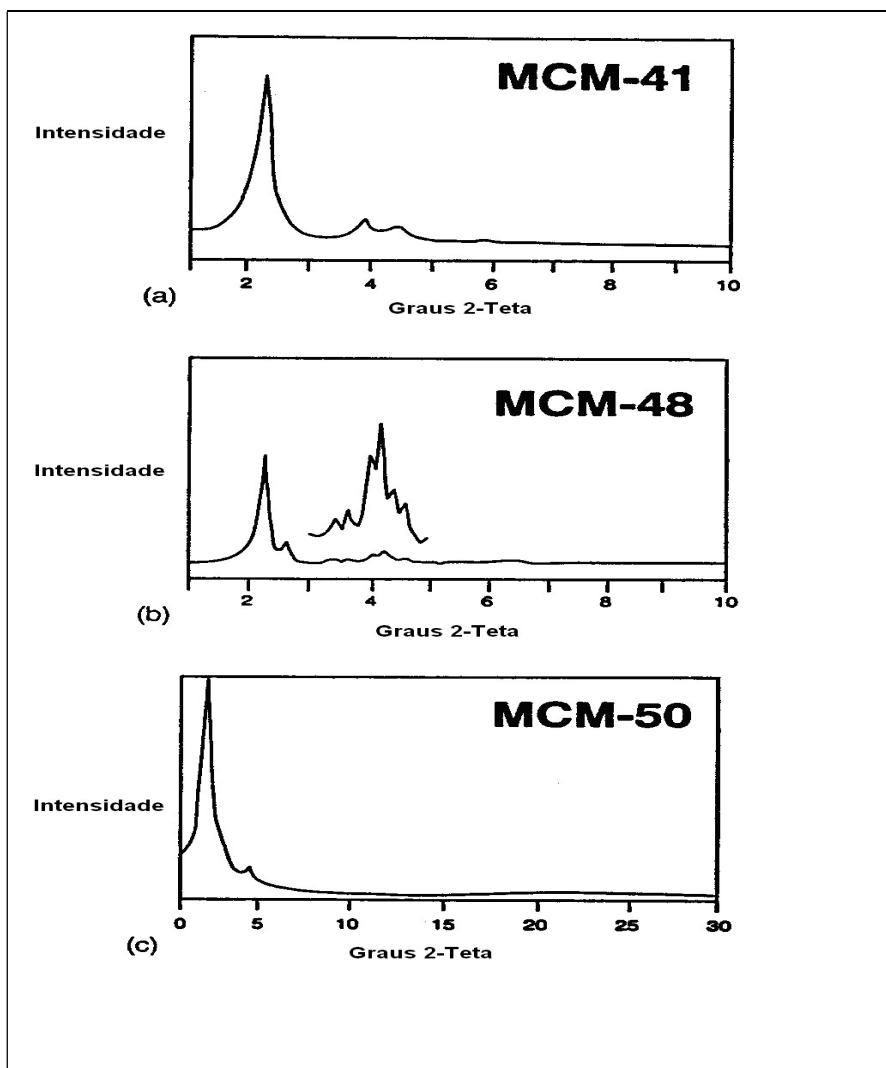 MCM-41
Intensidade
2 4 6 8 10
(a)
Graus 2-Teta
MCM-48
Intensidade
2 4 6 8 10
(b)
Graus 2-Teta
MCM-50
Intensidade
0 5 10 15 20 25 30
(c)
Graus 2-Teta